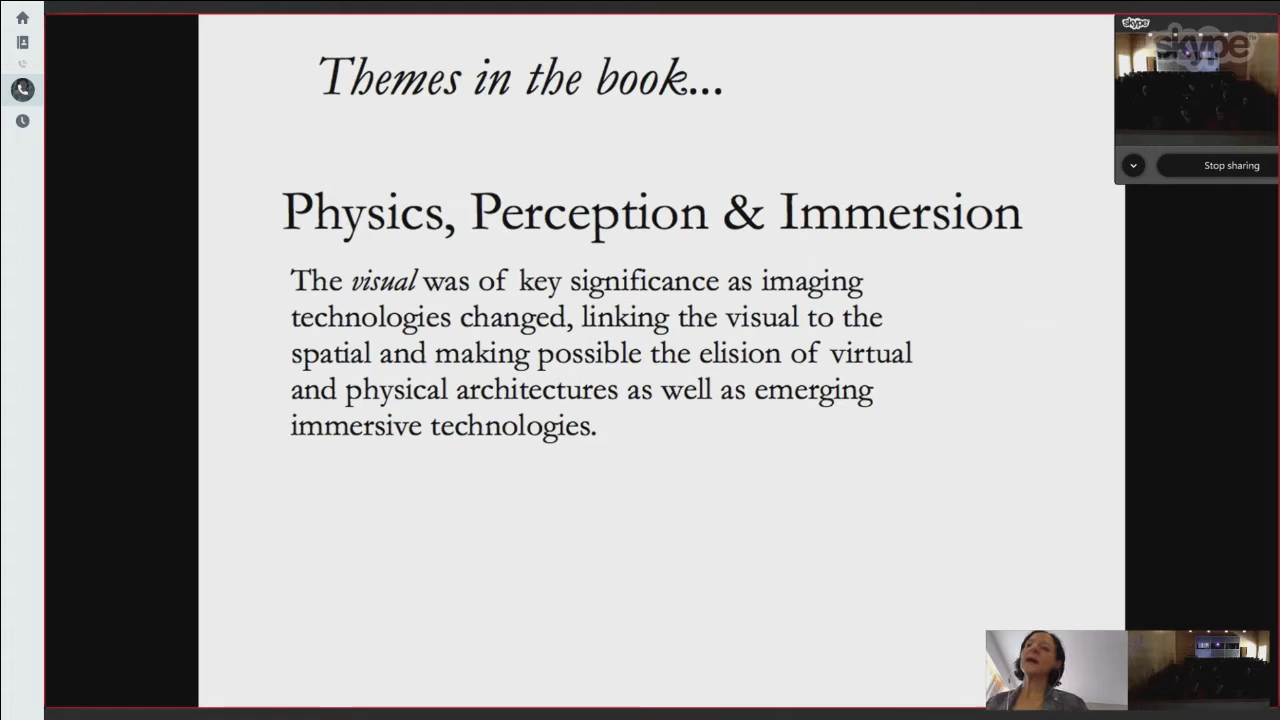 Themes in the book...
skype
skype
Stop sharing
Physics, Perception & Immersion
The visual was of key significance as imaging
technologies changed, linking the visual to the
spatial and making possible the elision of virtual
and physical architectures as well as emerging
immersive technologies.